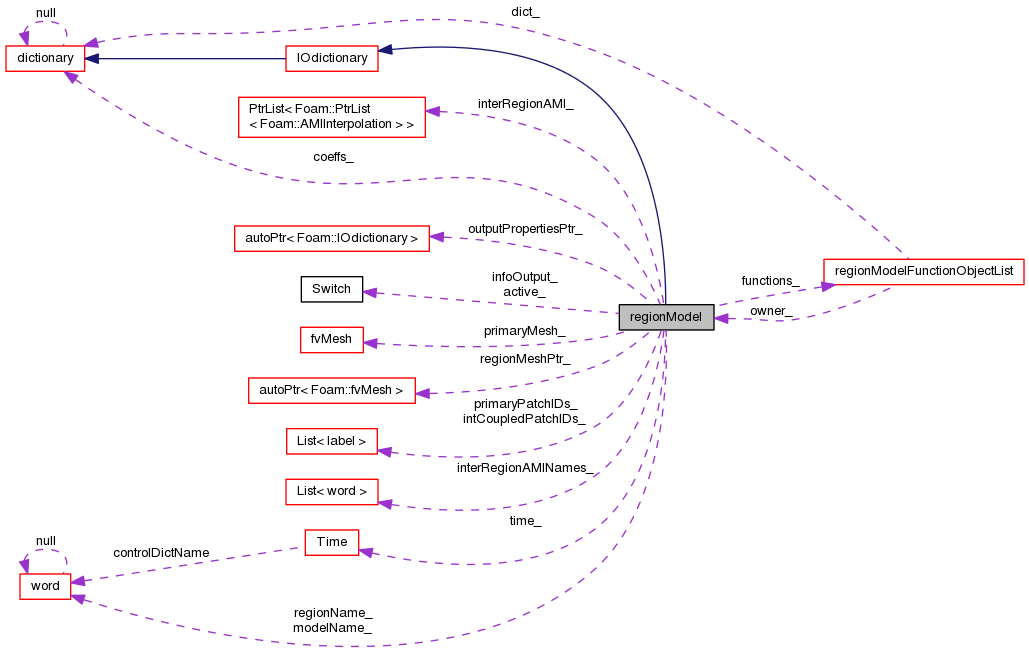 null
dict_
dictionary
IOdictionary
interRegionAMI_
PtrList< Foam::PtrList
< Foam::AMIInterpolation > >
coeffs_
autoPtr< Foam::IOdictionary >
outputPropertiesPtr_
regionModelFunctionObjectList
infoOutput_
active_
Switch
functions_
owner_
regionModel
primaryMesh_
fvMesh
regionMeshPtr_
autoPtr< Foam::fvMesh >
primaryPatchIDs_
intCoupledPatchIDs_
List< label >
interRegionAMINames_
List< word >
time_
Time
null
controlDictName
word
regionName_
modelName_